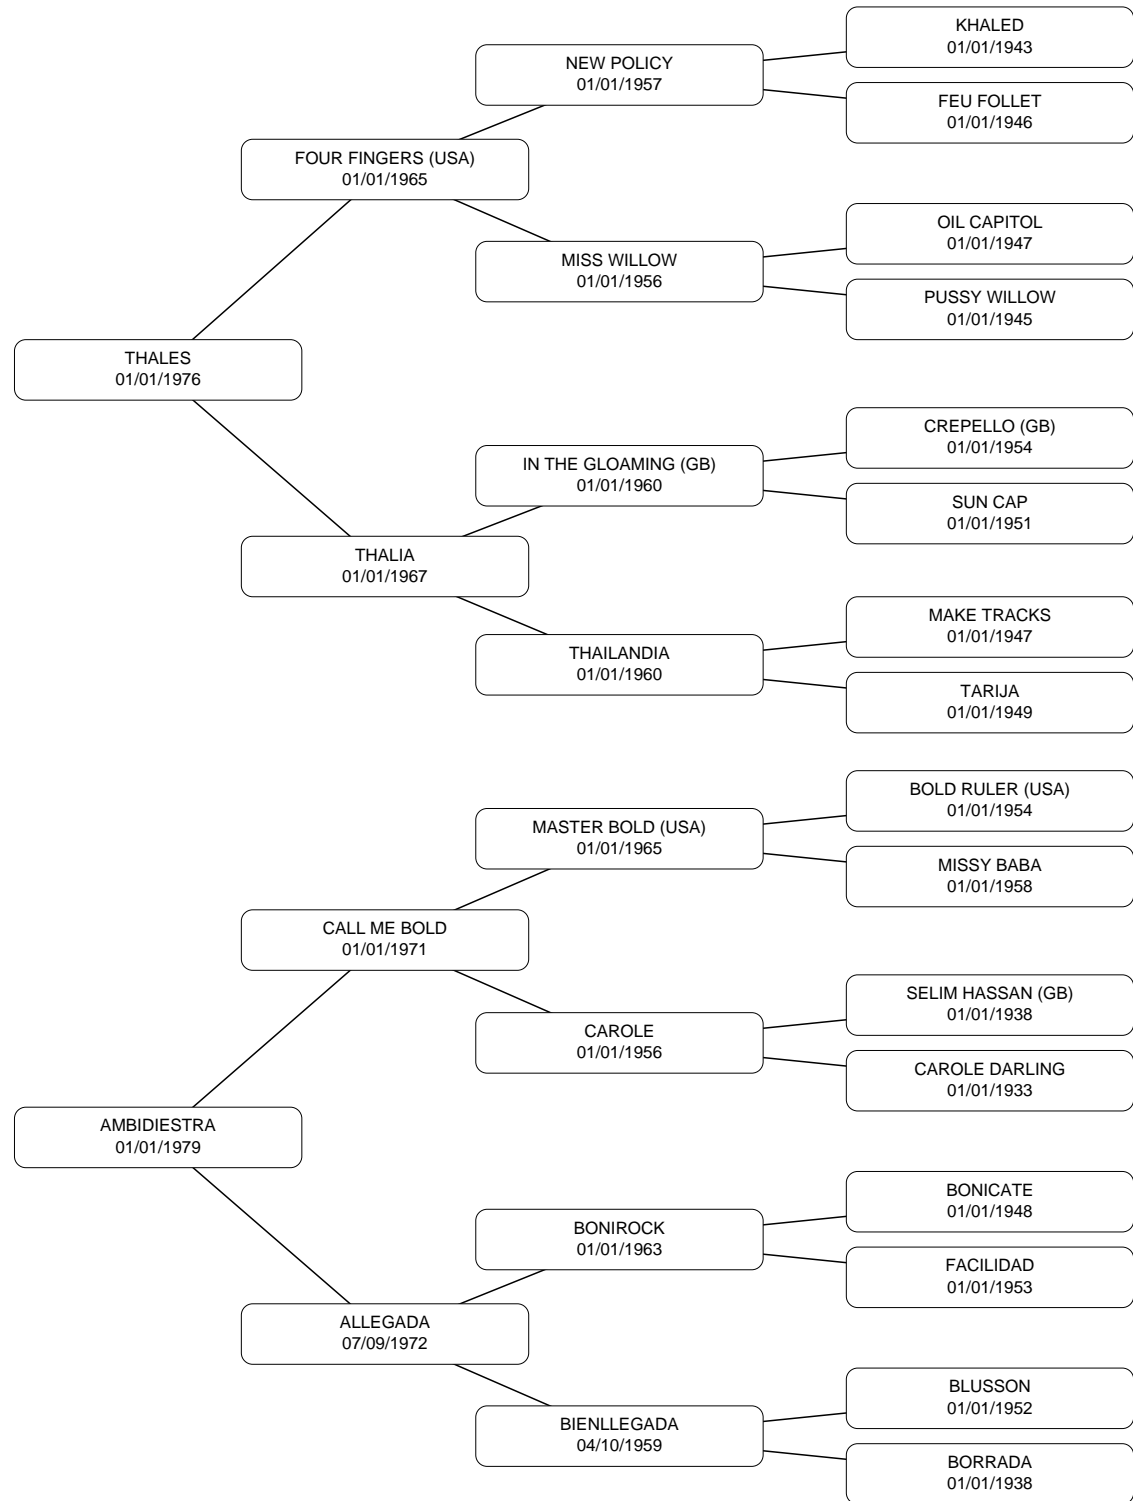 KHALED
01/01/1943
NEW POLICY
01/01/1957
FEU FOLLET
01/01/1946
FOUR FINGERS (USA)
01/01/1965
OIL CAPITOL
01/01/1947
MISS WILLOW
01/01/1956
PUSSY WILLOW
01/01/1945
THALES
01/01/1976
CREPELLO (GB)
01/01/1954
IN THE GLOAMING (GB)
01/01/1960
SUN CAP
01/01/1951
THALIA
01/01/1967
MAKE TRACKS
01/01/1947
THAILANDIA
01/01/1960
TARIJA
01/01/1949
BOLD RULER (USA)
01/01/1954
MASTER BOLD (USA)
01/01/1965
MISSY BABA
01/01/1958
CALL ME BOLD
01/01/1971
SELIM HASSAN (GB)
01/01/1938
CAROLE
01/01/1956
CAROLE DARLING
01/01/1933
AMBIDIESTRA
01/01/1979
BONICATE
01/01/1948
BONIROCK
01/01/1963
FACILIDAD
01/01/1953
ALLEGADA
07/09/1972
BLUSSON
01/01/1952
BIENLLEGADA
04/10/1959
BORRADA
01/01/1938